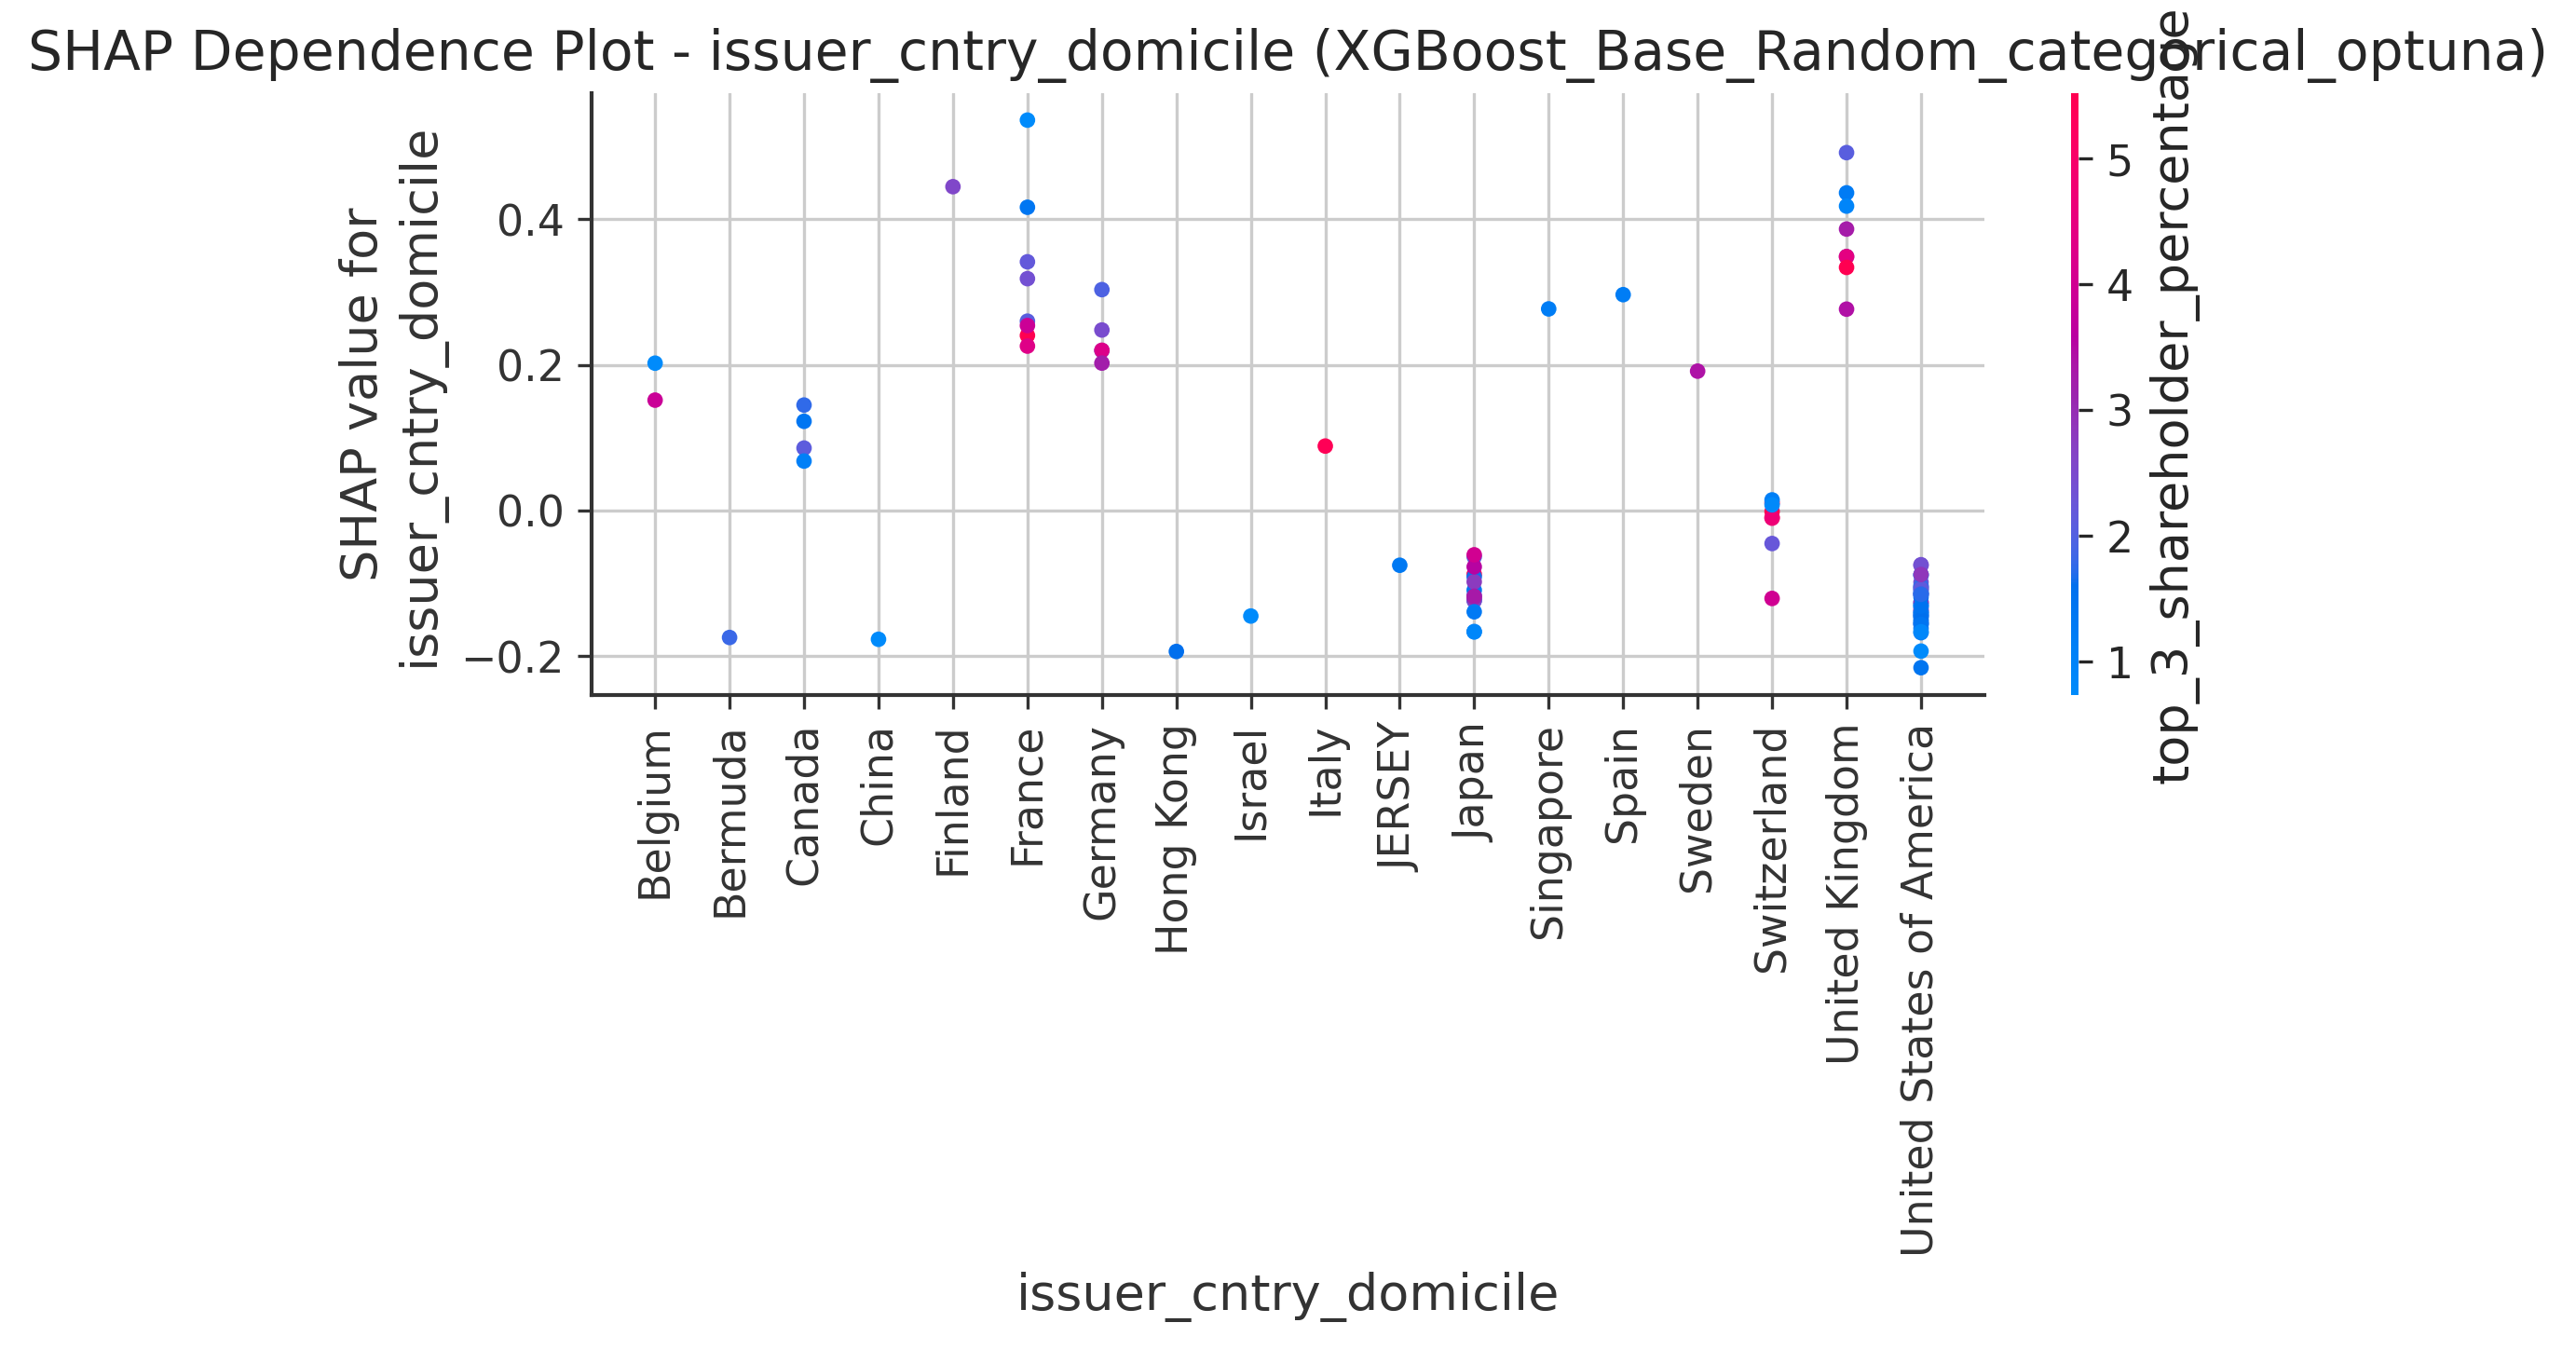 SHAP Dependence Plot - issuer_cntry_domicile (XGBoost_Base_Random_categorical_optuna)
SHAP value for
issuer_cntry_domicile
0.4
0.2
0.0
−0.2
Belgium
Bermuda
Canada
China
Finland
France
Germany
Hong Kong
Israel
Italy
JERSEY
Japan
Singapore
Spain
Sweden
Switzerland
United Kingdom
United States of America
issuer_cntry_domicile
5
4
3
2
1
top_3_shareholder_percentage